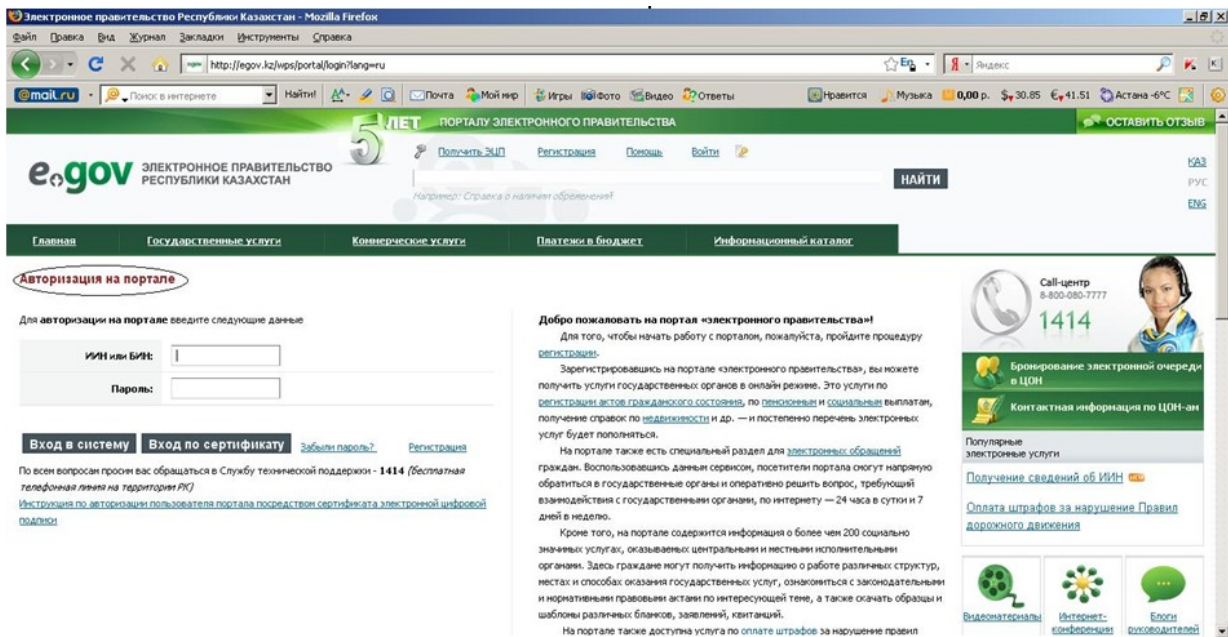 Электронное правительство Республики Казахстан - Mozilla Firefox
Файл Правка Вид Журнал Закладки Инструменты Справка
http://egov.kz/wps/portal/login?lang=ru
En
Я Яндекс
@mail.ru Поиск в интернете Найти! Почта Мой мир Игры Фото Видео Ответы Нравится Музыка 0,00 р. $ 30.85 € 41.51 Астана -6°C
5 ЛЕТ ПОРТАЛУ ЭЛЕКТРОННОГО ПРАВИТЕЛЬСТВА
ОСТАВИТЬ ОТЗЫВ
Получить ЭЦП Регистрация Помощь Войти
e.gov ЭЛЕКТРОННОЕ ПРАВИТЕЛЬСТВО
РЕСПУБЛИКИ КАЗАХСТАН
НАЙТИ
Например: Справка о наличии обременений
ҚАЗ
РУС
ENG
Главная Государственные услуги Коммерческие услуги Платежи в бюджет Информационный каталог
Авторизация на портале
Для авторизации на портале введите следующие данные
ИИН или БИН:
Пароль:
Вход в систему Вход по сертификату Забыли пароль? Регистрация
По всем вопросам просим вас обращаться в Службу технической поддержки - 1414 (бесплатная
телефонная линия на территории РК)
Инструкция по авторизации пользователя портала посредством сертификата электронной цифровой
подписи
Добро пожаловать на портал «электронного правительства»!
Для того, чтобы начать работу с порталом, пожалуйста, пройдите процедуру
регистрации.
Зарегистрировавшись на портале «электронного правительства», вы можете
получить услуги государственных органов в онлайн режиме. Это услуги по
регистрации актов гражданского состояния, по пенсионным и социальным выплатам,
получение справок по недвижимости и др. — и постепенно перечень электронных
услуг будет пополняться.
На портале также есть специальный раздел для электронных обращений
граждан. Воспользовавшись данным сервисом, посетители портала смогут напрямую
обратиться в государственные органы и оперативно решить вопрос, требующий
взаимодействия с государственными органами, по интернету — 24 часа в сутки и 7
дней в неделю.
Кроме того, на портале содержится информация о более чем 200 социально
значимых услугах, оказываемых центральными и местными исполнительными
органами. Здесь граждане могут получить информацию о работе различных структур,
местах и способах оказания государственных услуг, ознакомиться с законодательными
и нормативными правовыми актами по интересующей теме, а также скачать образцы и
шаблоны различных бланков, заявлений, квитанций.
На портале также доступна услуга по оплате штрафов за нарушение правил
Call-центр
8-800-080-7777
1414
Бронирование электронной очереди
в ЦОН
Контактная информация по ЦОН-ам
Популярные
электронные услуги
Получение сведений об ИИН
Оплата штрафов за нарушение Правил
дорожного движения
Видеоматериалы Интернет-конференции Блоги руководителей